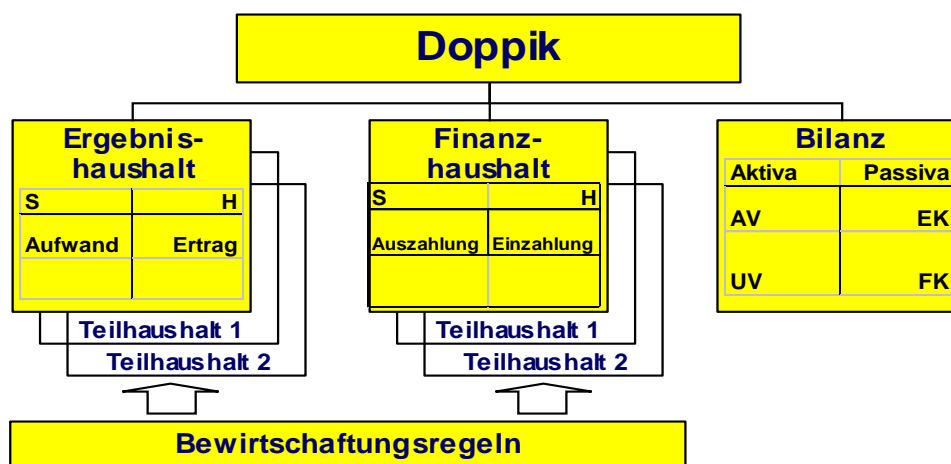 Doppik
Ergebnis-
haushalt
S H
Aufwand Ertrag
Teilhaushalt 1
Teilhaushalt 2
Finanz-
haushalt
S H
Auszahlung Einzahlung
Teilhaushalt 1
Teilhaushalt 2
Bilanz
Aktiva Passiva
AV EK
UV FK
Bewirtschaftungsregeln